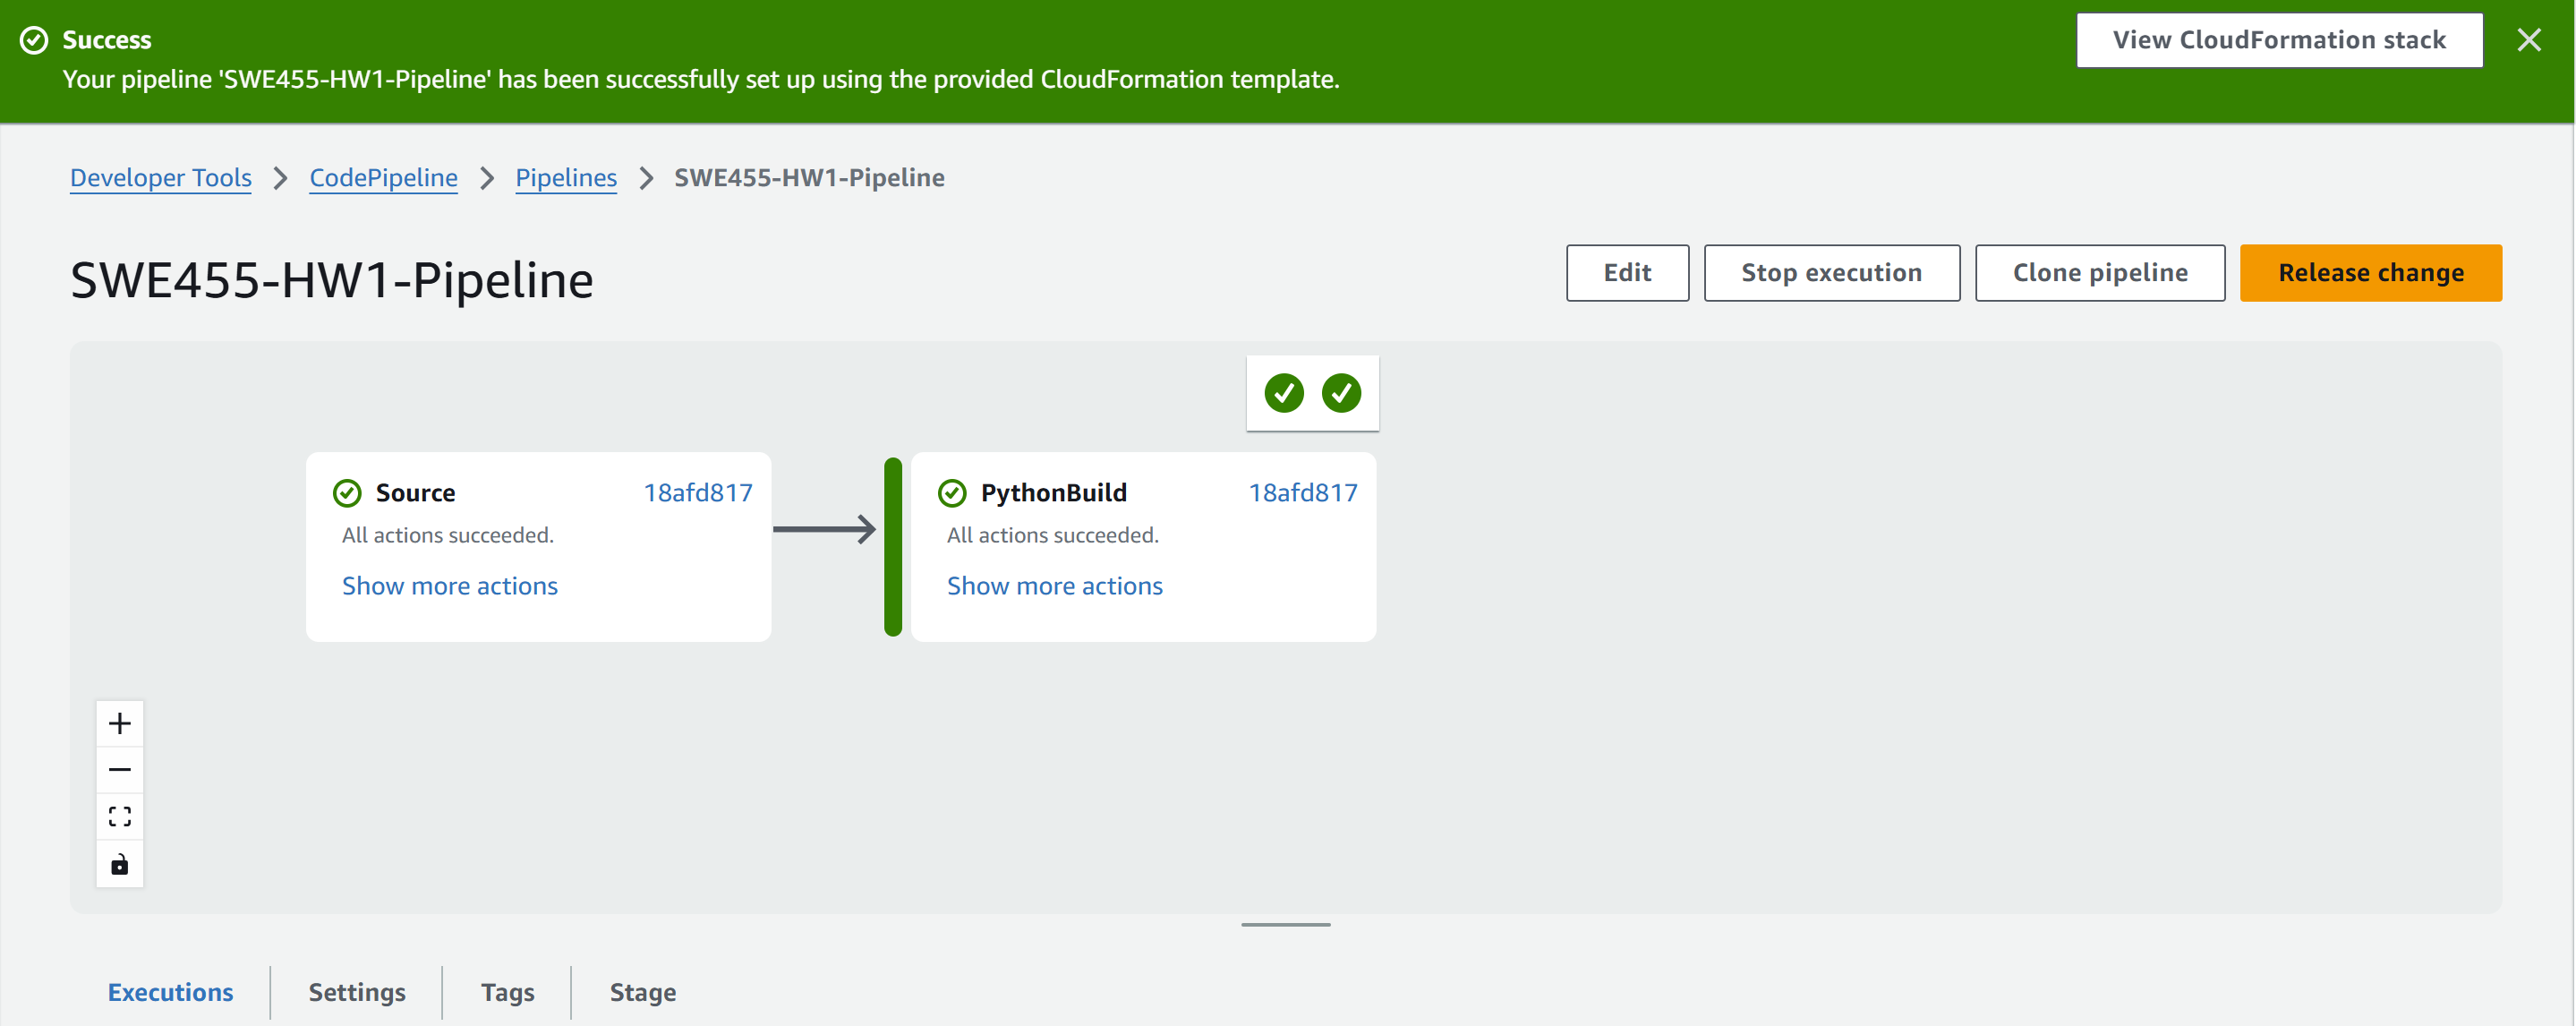 Success
View CloudFormation stack
Your pipeline 'SWE455-HW1-Pipeline' has been successfully set up using the provided CloudFormation template.
Developer Tools
CodePipeline
Pipelines
SWE455-HW1-Pipeline
SWE455-HW1-Pipeline
Edit
Stop execution
Clone pipeline
Release change
Source
18afd817
All actions succeeded.
Show more actions
PythonBuild
18afd817
All actions succeeded.
Show more actions
Executions
Settings
Tags
Stage